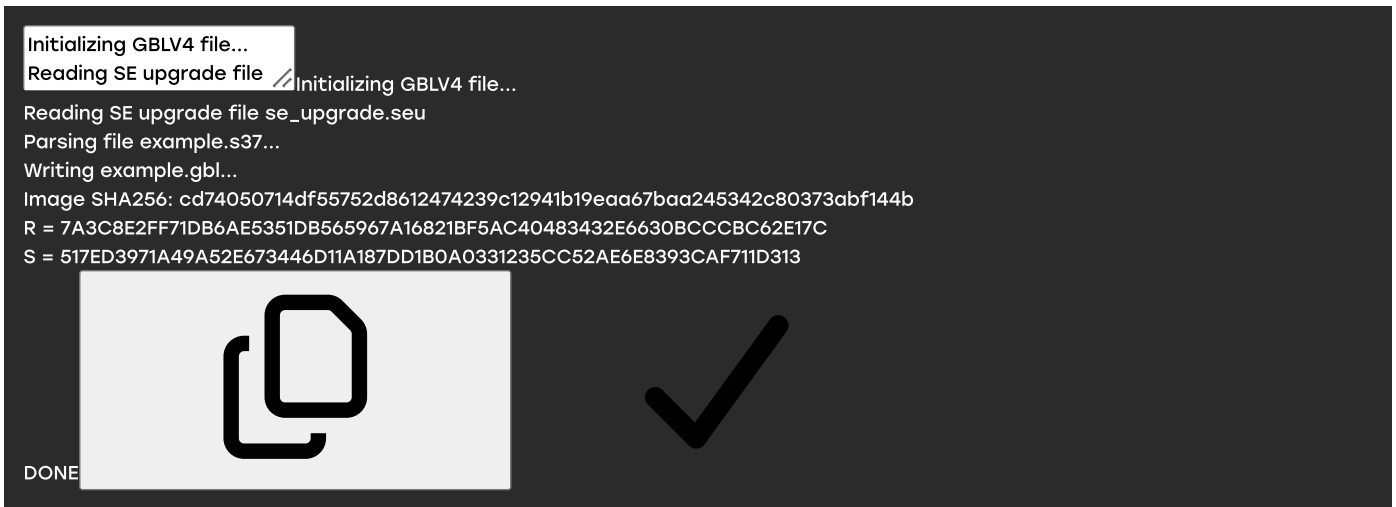 Initializing GBLV4 file...
Reading SE upgrade file
Initializing GBLV4 file...
Reading SE upgrade file se_upgrade.seu
Parsing file example.s37...
Writing example.gbl...
Image SHA256: cd74050714df55752d8612474239c12941b19eaa67baa245342c80373abf144b
R = 7A3C8E2FF71DB6AE5351DB565967A16821BF5AC40483432E6630BCCCBC62E17C
S = 517ED3971A49A52E673446D11A187DD1B0A0331235CC52AE6E8393CAF711D313
DONE